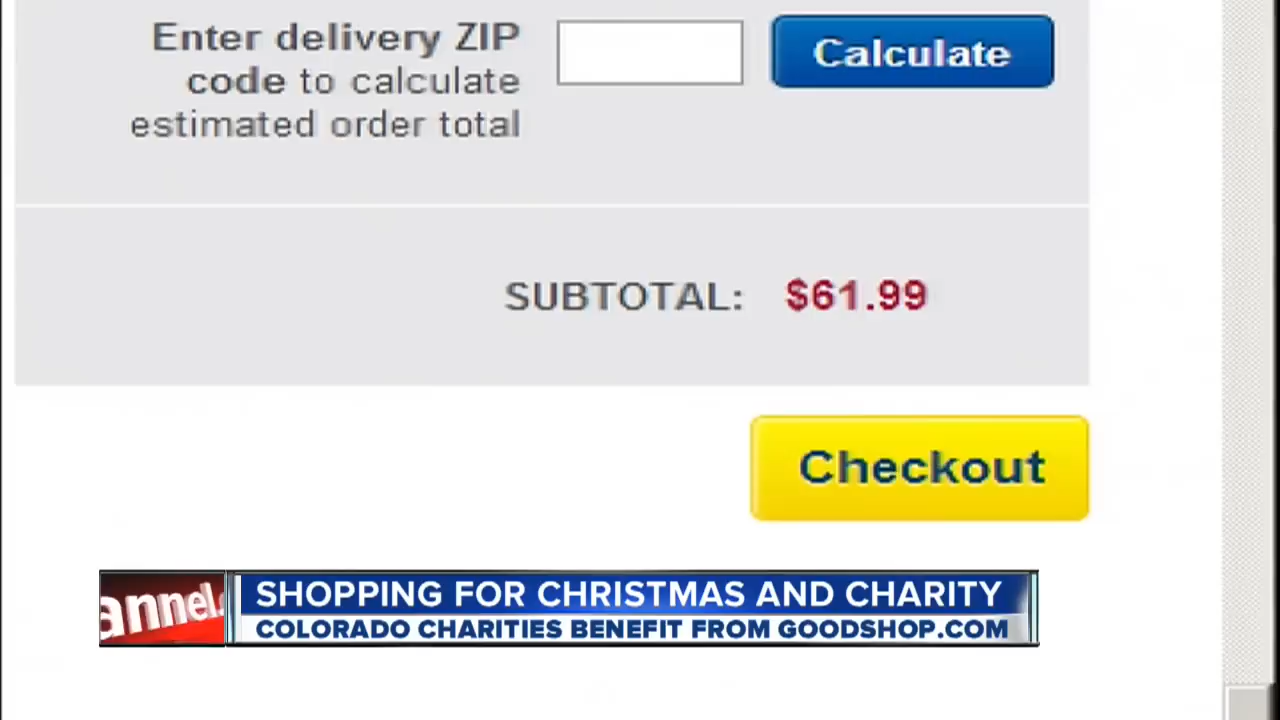 Enter delivery ZIP
code to calculate
estimated order total
Calculate
SUBTOTAL: $61.99
Checkout
annel.
SHOPPING FOR CHRISTMAS AND CHARITY
COLORADO CHARITIES BENEFIT FROM GOODSHOP.COM